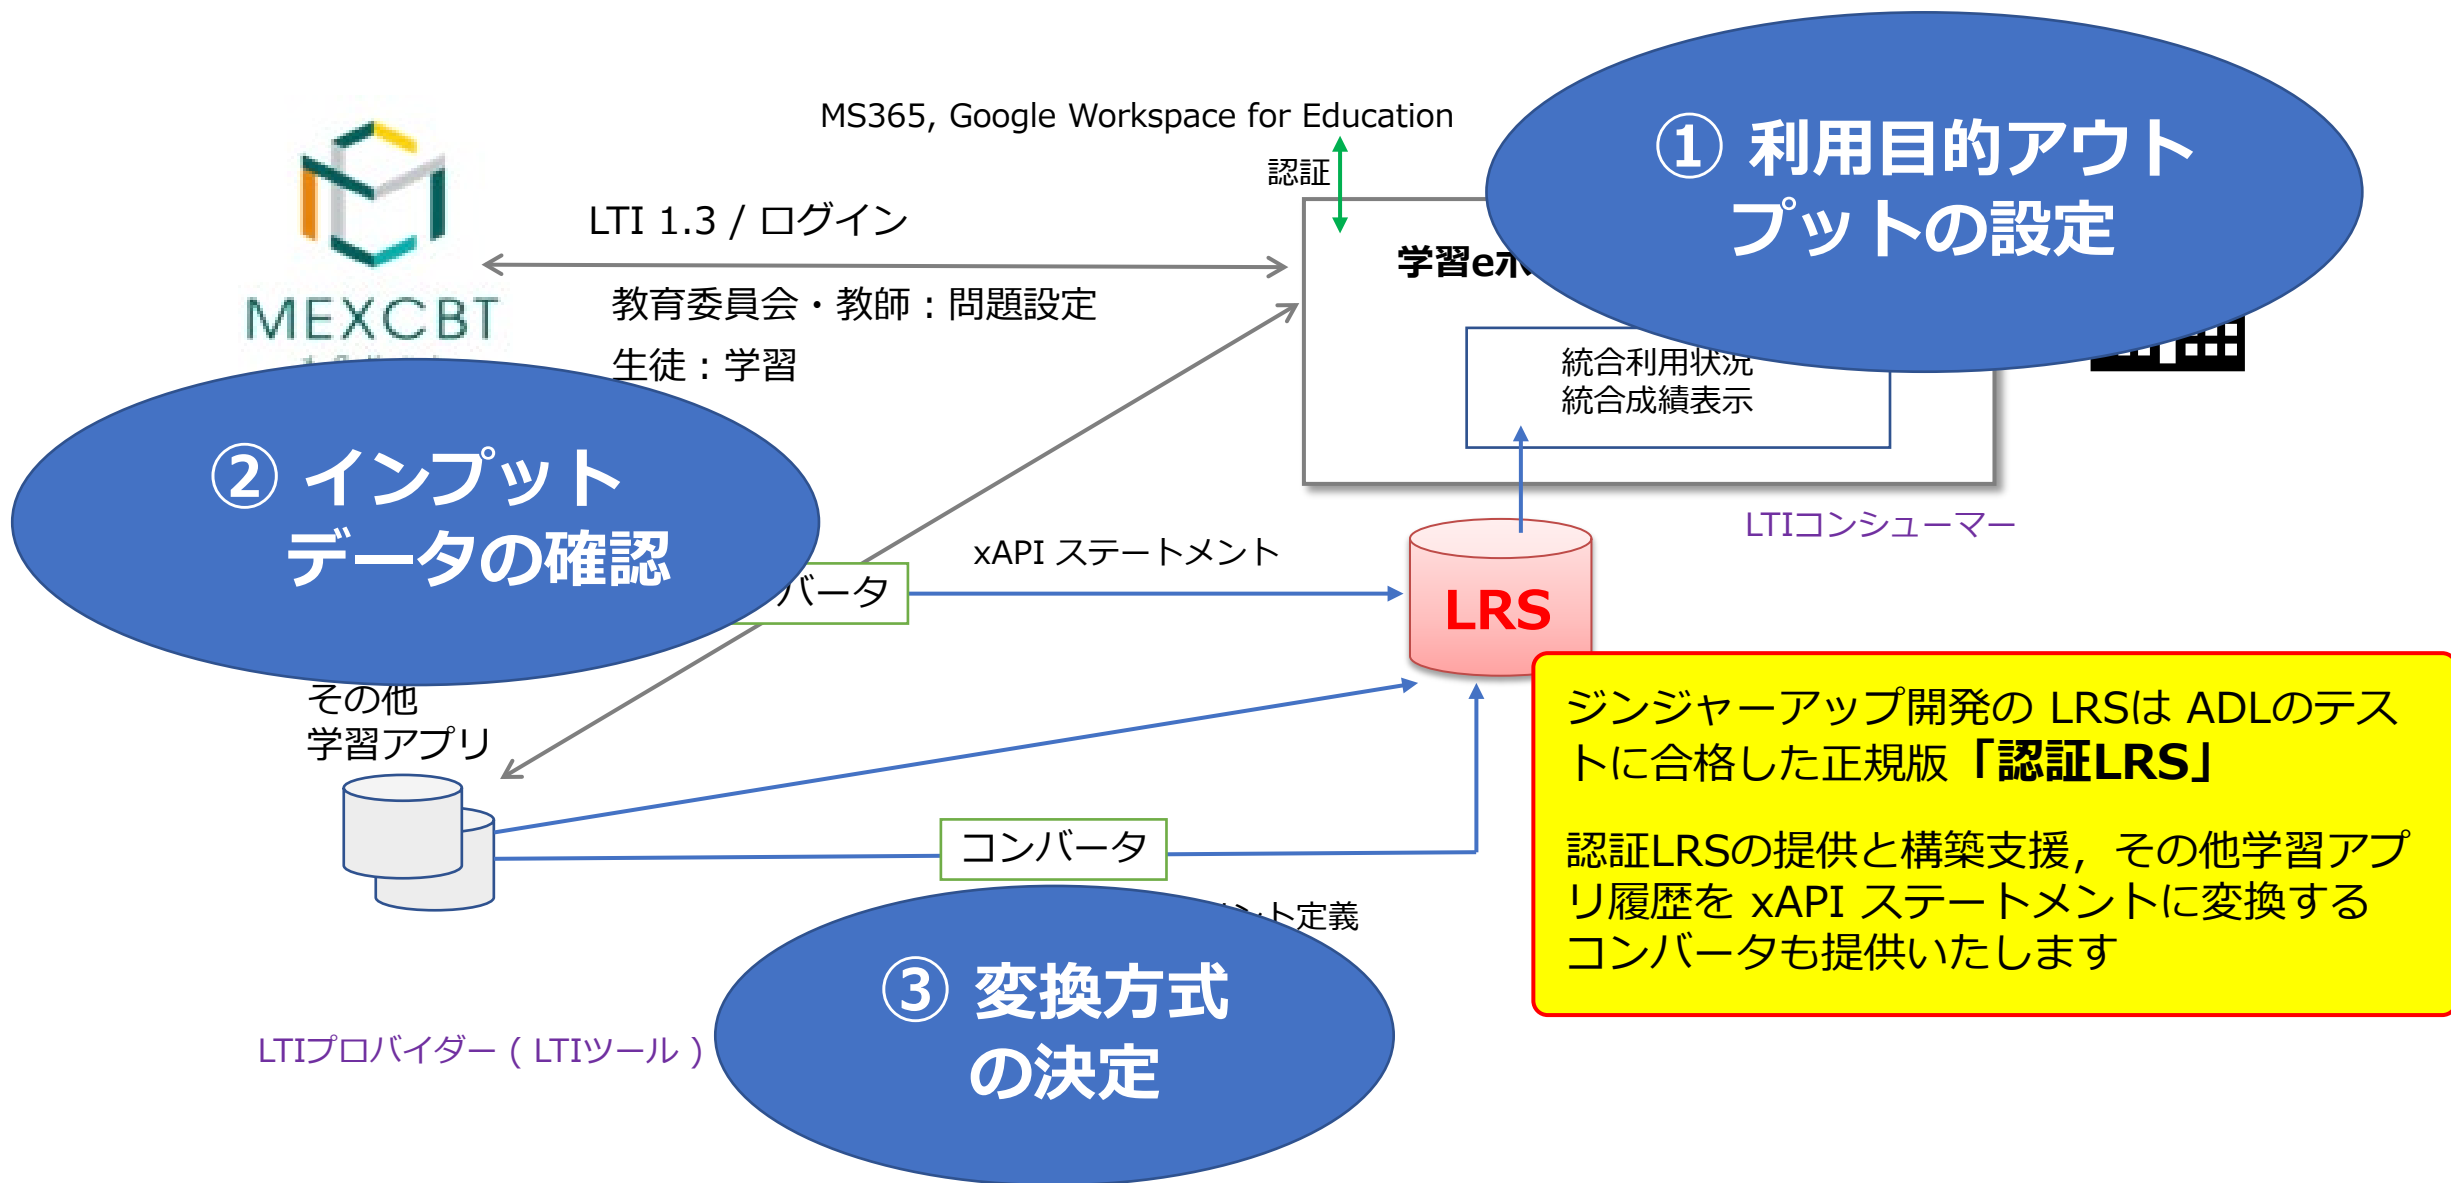 MS365, Google Workspace for Education
認証
① 利用目的アウト
プットの設定
LTI 1.3 / ログイン
教育委員会・教師：問題設定
生徒：学習
MEXCBT
学習eポ
統合利用状況
統合成績表示
② インプット
データの確認
バータ
xAPI ステートメント
LTIコンシューマー
LRS
その他
学習アプリ
コンバータ
ト定義
③ 変換方式
の決定
LTIプロバイダー ( LTIツール )
ジンジャーアップ開発の LRSは ADLのテス
トに合格した正規版「認証LRS」
認証LRSの提供と構築支援，その他学習アプ
リ履歴を xAPI ステートメントに変換する
コンバータも提供いたします